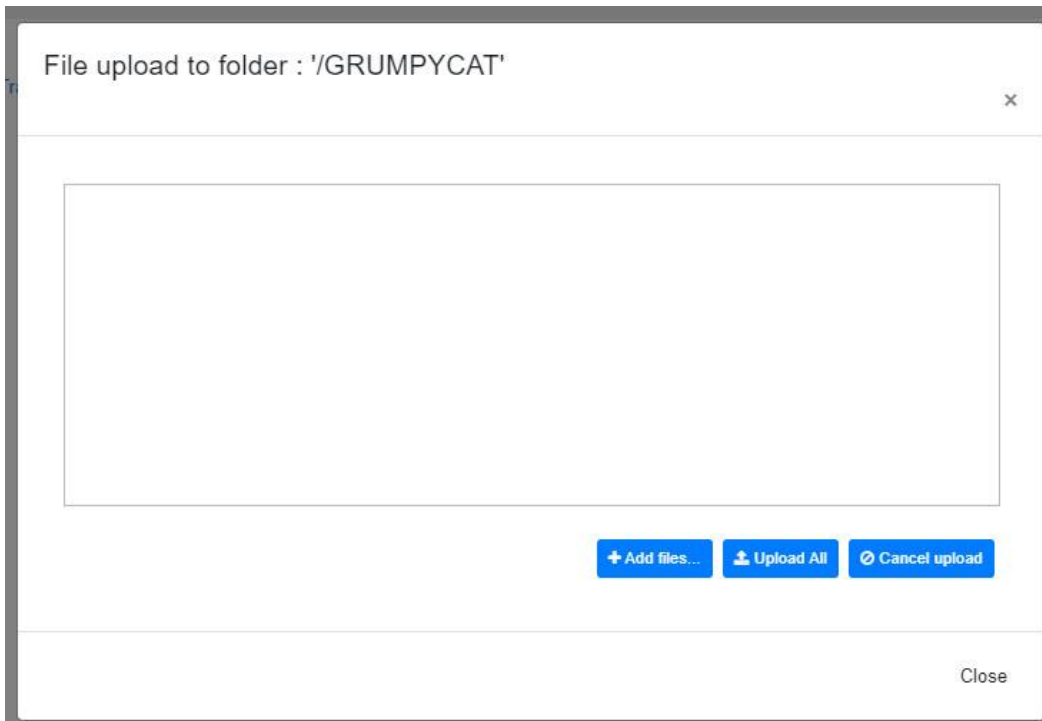 File upload to folder : '/GRUMPYCAT'
×
Add files...
Upload All
Cancel upload
Close